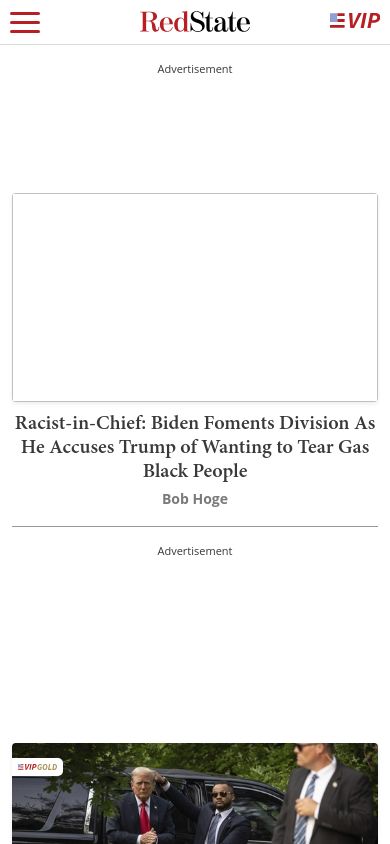 RedState
VIP
Advertisement
Racist-in-Chief: Biden Foments Division As
He Accuses Trump of Wanting to Tear Gas
Black People
Bob Hoge
Advertisement
VIPGOLD